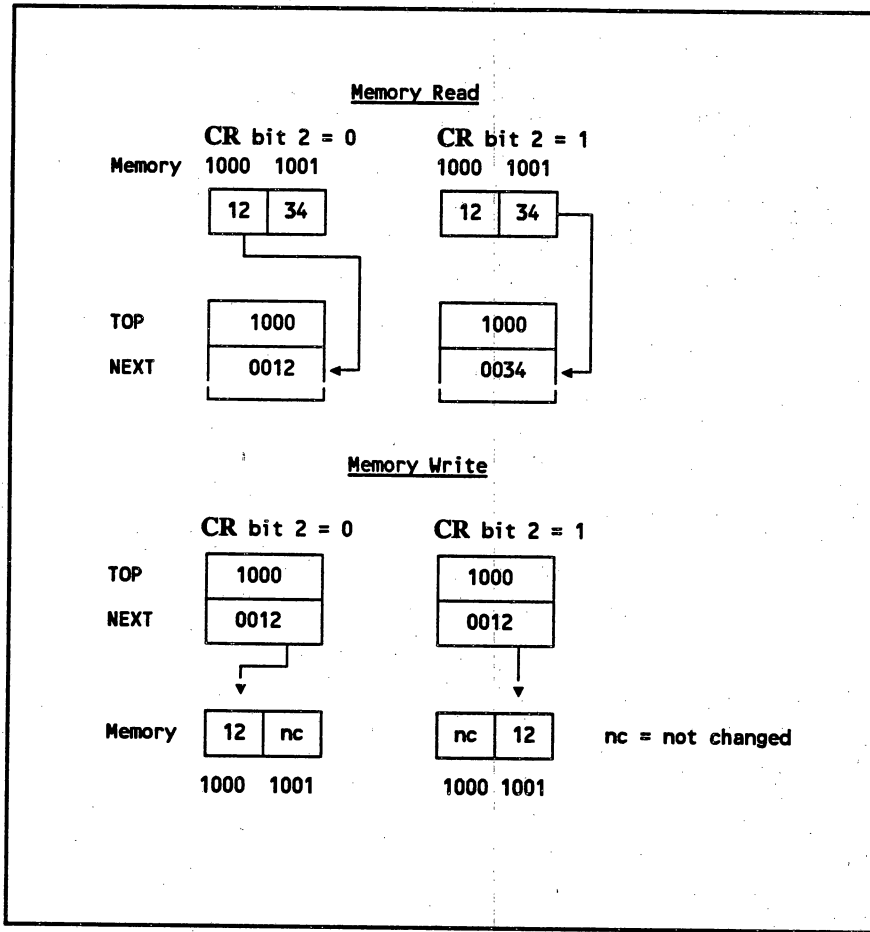 Memory Read
CR bit 2 = 0 CR bit 2 = 1
Memory 1000 1001 1000 1001
12 34 12 34
TOP 1000 1000
NEXT 0012 0034
Memory Write
CR bit 2 = 0 CR bit 2 = 1
TOP 1000 1000
NEXT 0012 0012
Memory 12 nc nc 12 nc = not changed
1000 1001 1000 1001